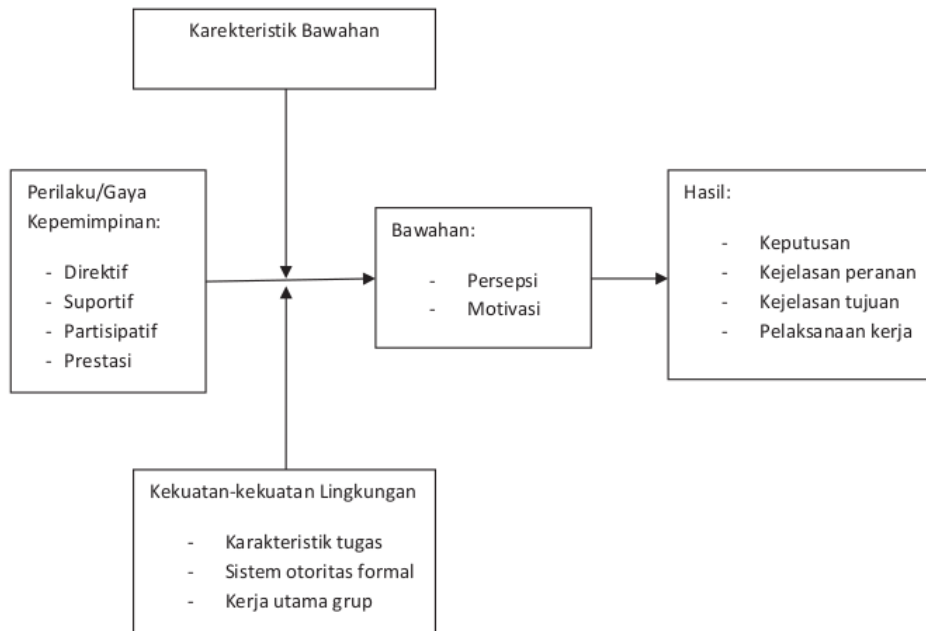 Karekteristik Bawahan
Perilaku/Gaya
Kepemimpinan:
- Direktif
- Suportif
- Partisipatif
- Prestasi
Bawahan:
- Persepsi
- Motivasi
Hasil:
- Keputusan
- Kejelasan peranan
- Kejelasan tujuan
- Pelaksanaan kerja
Kekuatan-kekuatan Lingkungan
- Karakteristik tugas
- Sistem otoritas formal
- Kerja utama grup